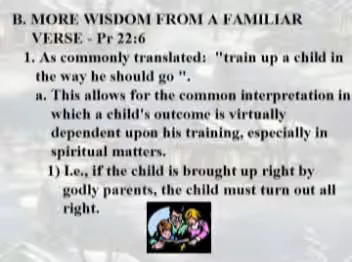 B. MORE WISDOM FROM A FAMILIAR
VERSE - Pr 22:6
1. As commonly translated: "train up a child in
the way he should go ".
a. This allows for the common interpretation in
which a child's outcome is virtually
dependent upon his training, especially in
spiritual matters.
1) I.e., if the child is brought up right by
godly parents, the child must turn out all
right.